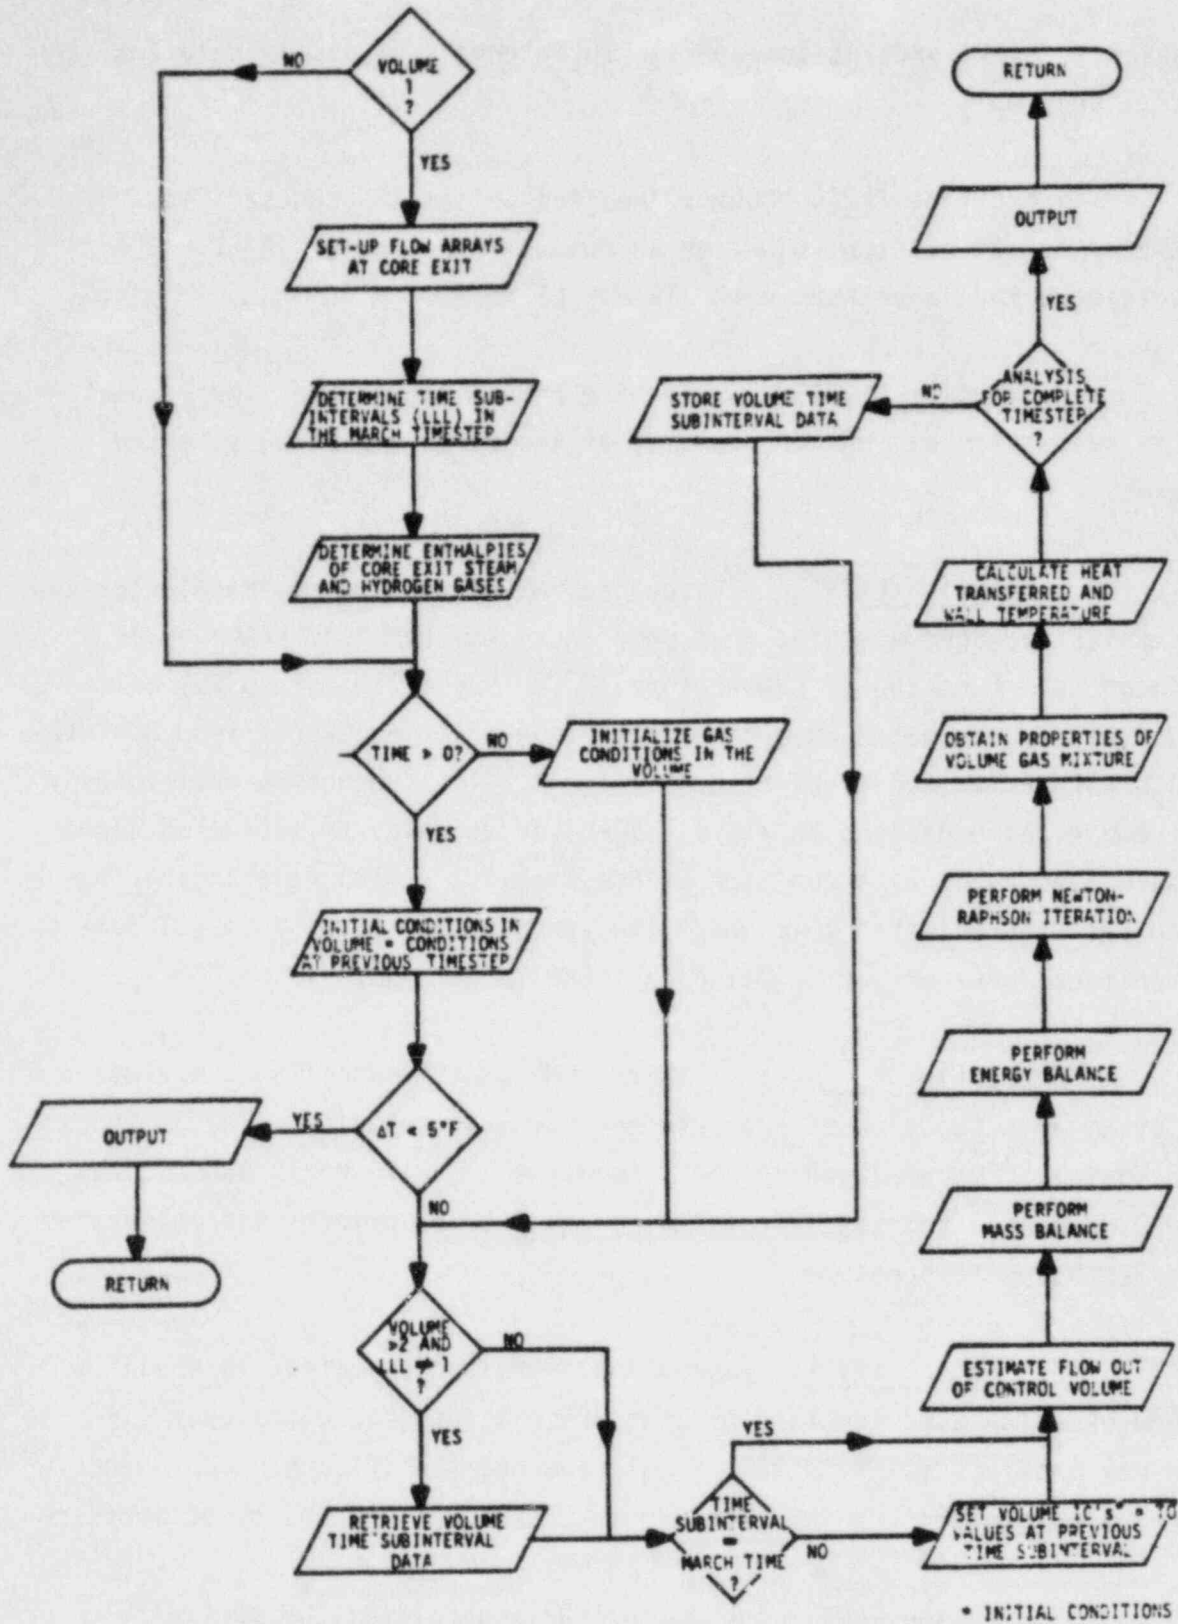 VOLUME
1
?
NO
YES
SET-UP FLOW ARRAYS
AT CORE EXIT
DETERMINE TIME SUB-
INTERVALS (LLL) IN
THE MARCH TIMESTEP
DETERMINE ENTHALPIES
OF CORE EXIT STEAM
AND HYDROGEN GASES
TIME > 0?
NO
INITIALIZE GAS
CONDITIONS IN THE
VOLUME
YES
INITIAL CONDITIONS IN
VOLUME = CONDITIONS
AT PREVIOUS TIMESTEP
ΔT < 5°F
YES
OUTPUT
RETURN
NO
VOLUME
>2 AND
LLL ≠ 1
?
NO
YES
RETRIEVE VOLUME
TIME SUBINTERVAL
DATA
TIME
SUBINTERVAL
=
MARCH TIME
?
YES
NO
SET VOLUME IC's* = TO
VALUES AT PREVIOUS
TIME SUBINTERVAL
ESTIMATE FLOW OUT
OF CONTROL VOLUME
PERFORM
MASS BALANCE
PERFORM
ENERGY BALANCE
PERFORM NEWTON-
RAPHSON ITERATION
OBTAIN PROPERTIES OF
VOLUME GAS MIXTURE
CALCULATE HEAT
TRANSFERRED AND
WALL TEMPERATURE
ANALYSIS
FOR COMPLETE
TIMESTEP
?
NO
STORE VOLUME TIME
SUBINTERVAL DATA
YES
OUTPUT
RETURN
* INITIAL CONDITIONS